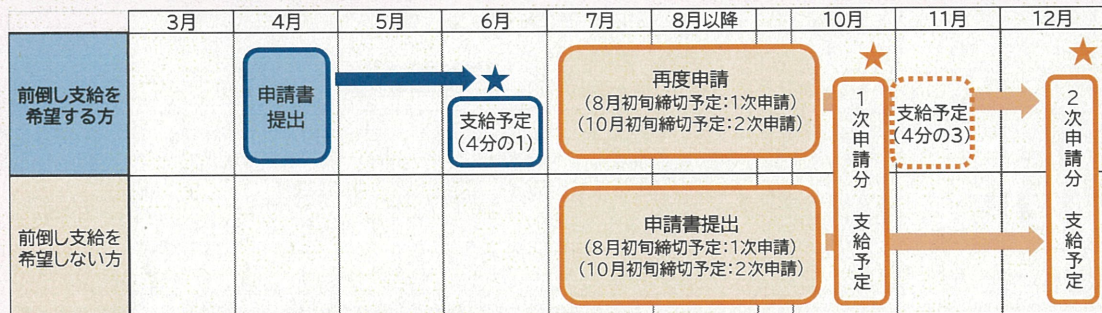 3月
4月
5月
6月
7月
8月以降
10月
11月
12月
前倒し支給を
希望する方
申請書
提出
支給予定
(4分の1)
再度申請
(8月初旬締切予定:1次申請)
(10月初旬締切予定:2次申請)
1次申請分 支給予定
支給予定
(4分の3)
2次申請分 支給予定
前倒し支給を
希望しない方
申請書提出
(8月初旬締切予定:1次申請)
(10月初旬締切予定:2次申請)